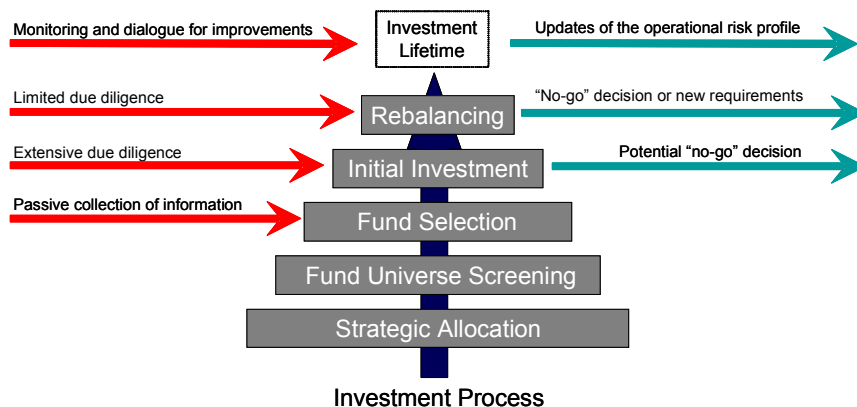 Monitoring and dialogue for improvements
Investment
Lifetime
Updates of the operational risk profile
Limited due diligence
Rebalancing
“No-go” decision or new requirements
Extensive due diligence
Initial Investment
Potential “no-go” decision
Passive collection of information
Fund Selection
Fund Universe Screening
Strategic Allocation
Investment Process